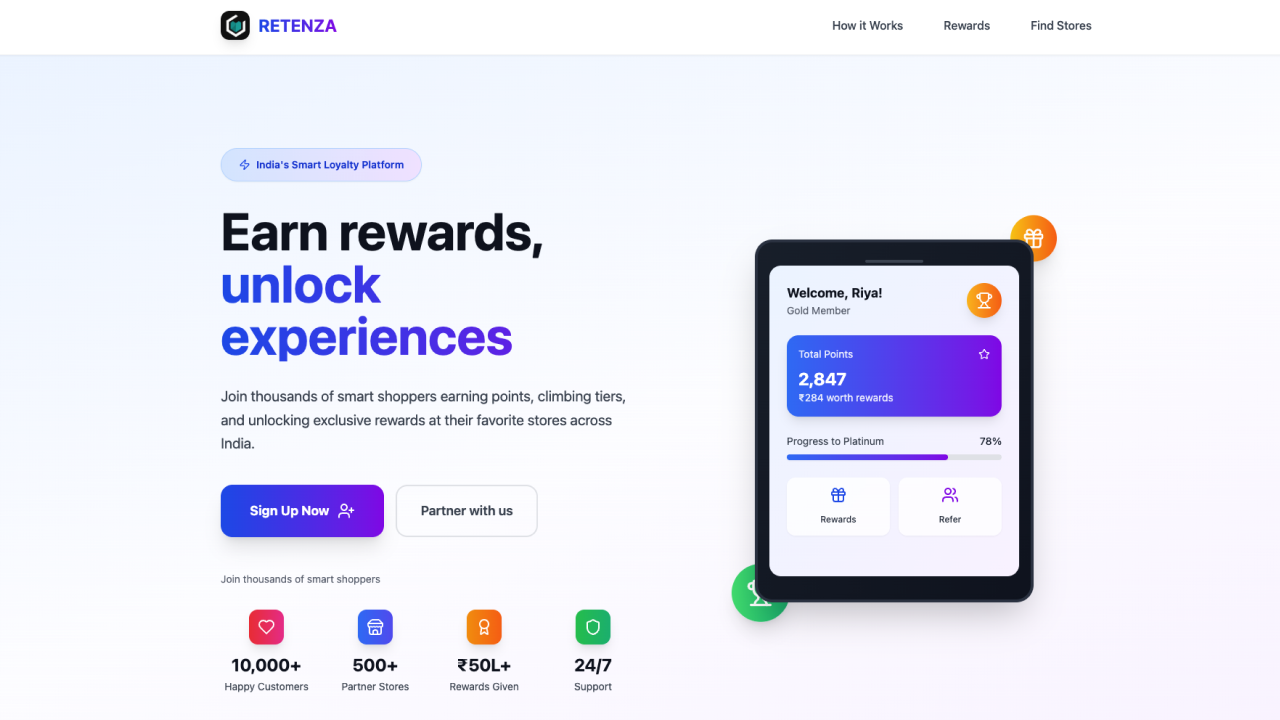 RETENZA
How it Works
Rewards
Find Stores
India's Smart Loyalty Platform
Earn rewards,
unlock
experiences
Join thousands of smart shoppers earning points, climbing tiers,
and unlocking exclusive rewards at their favorite stores across
India.
Sign Up Now
Partner with us
Join thousands of smart shoppers
10,000+
Happy Customers
500+
Partner Stores
₹50L+
Rewards Given
24/7
Support
Welcome, Riya!
Gold Member
Total Points
2,847
₹284 worth rewards
Progress to Platinum
78%
Rewards
Refer